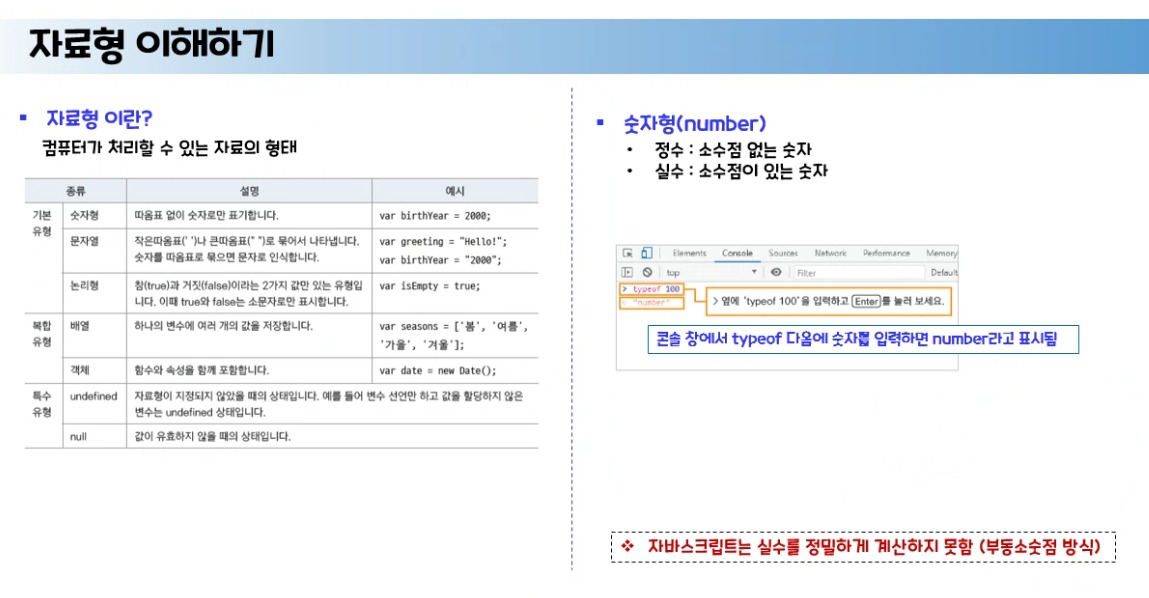 자료형 이해하기
▪ 자료형 이란?
컴퓨터가 처리할 수 있는 자료의 형태
종류 설명 예시
기본 유형 숫자형 따옴표 없이 숫자로만 표기합니다. var birthYear = 2000;
문자열 작은따옴표(' ')나 큰따옴표(" ")로 묶어서 나타냅니다. var greeting = "Hello!";
숫자를 따옴표로 묶으면 문자로 인식합니다. var birthYear = "2000";
논리형 참(true)과 거짓(false)이라는 2가지 값만 있는 유형입 var isEmpty = true;
니다. 이때 true와 false는 소문자로만 표시합니다.
복합 유형 배열 하나의 변수에 여러 개의 값을 저장합니다. var seasons = ['봄', '여름',
'가을', '겨울'];
객체 함수와 속성을 함께 포함합니다. var date = new Date();
특수 유형 undefined 자료형이 지정되지 않았을 때의 상태입니다. 예를 들어 변수 선언만 하고 값을 할당하지 않은
변수는 undefined 상태입니다.
null 값이 유효하지 않을 때의 상태입니다.
▪ 숫자형(number)
• 정수 : 소수점 없는 숫자
• 실수 : 소수점이 있는 숫자
Elements Console Sources Network Performance Memory
top Filter Default
> typeof 100
"number"
> 옆에 'typeof 100'을 입력하고 Enter를 눌러 보세요.
콘솔 창에서 typeof 다음에 숫자를 입력하면 number라고 표시됨
❖ 자바스크립트는 실수를 정밀하게 계산하지 못함 (부동소숫점 방식)